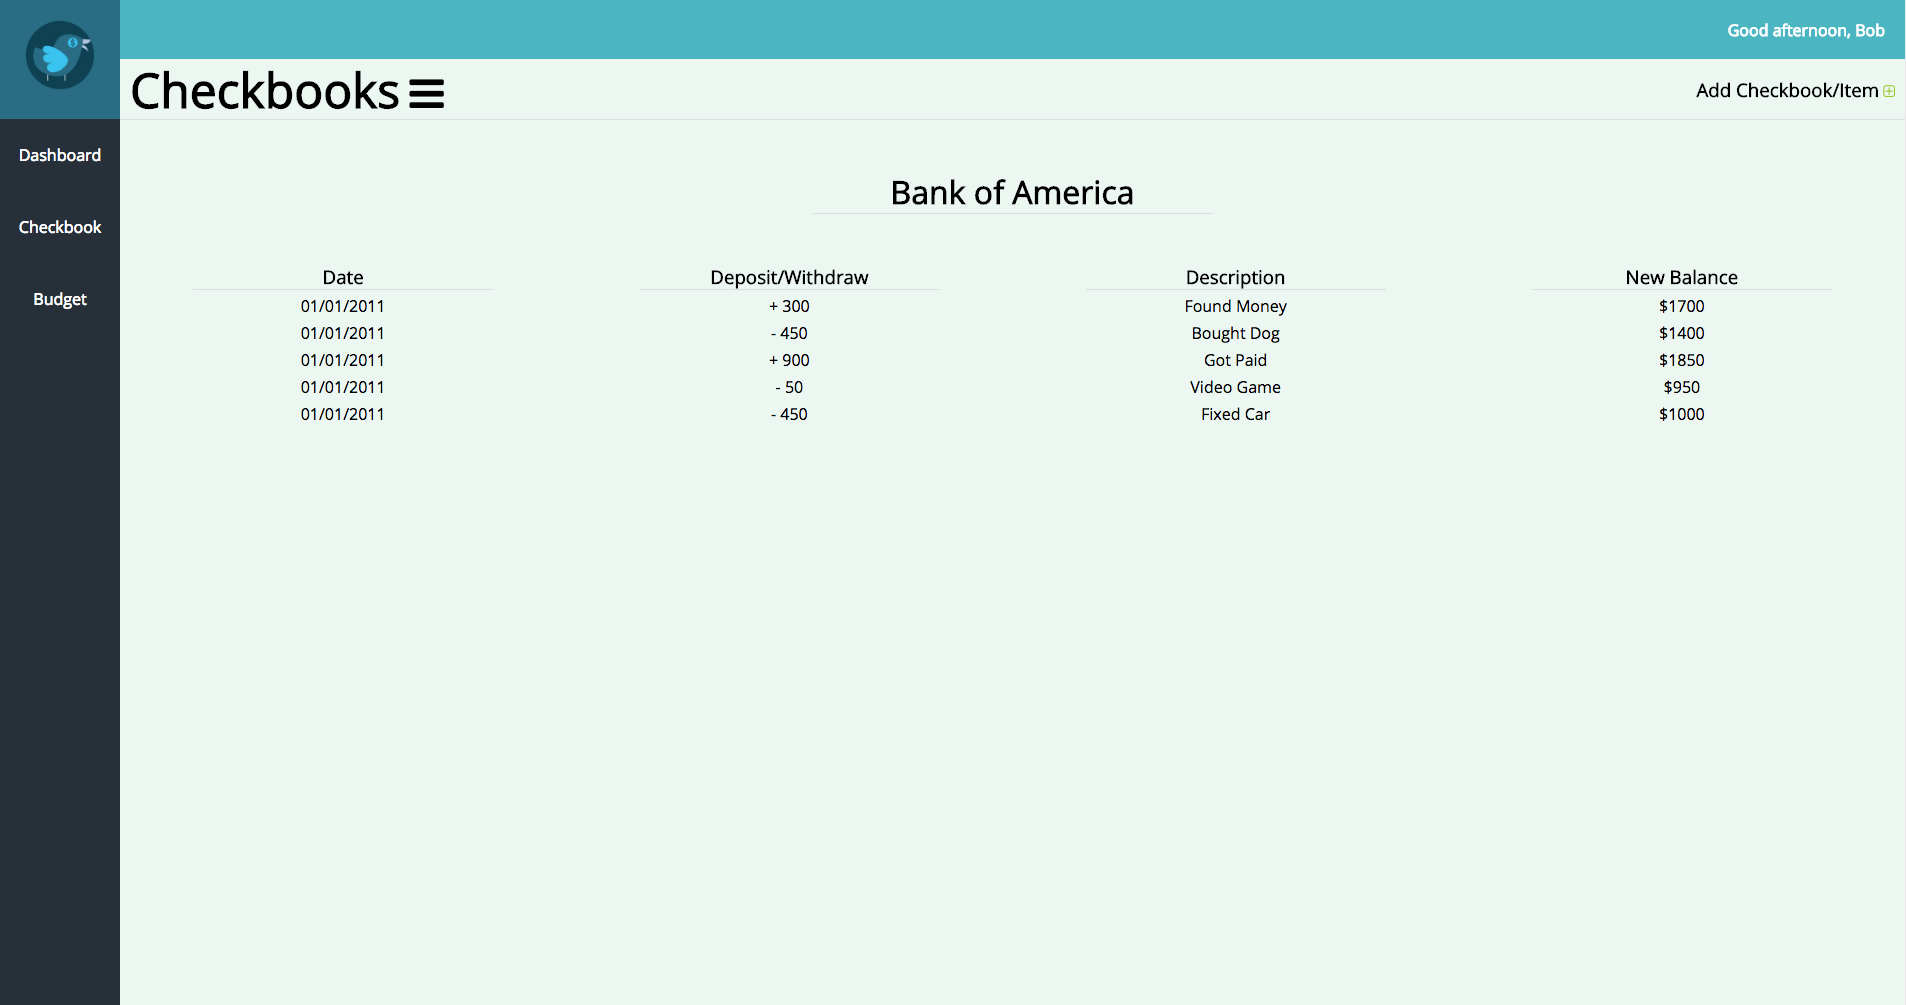 Good afternoon, Bob
Checkbooks
Add Checkbook/Item
Dashboard
Checkbook
Budget
Bank of America
Date Deposit/Withdraw Description New Balance
01/01/2011 + 300 Found Money $1700
01/01/2011 - 450 Bought Dog $1400
01/01/2011 + 900 Got Paid $1850
01/01/2011 - 50 Video Game $950
01/01/2011 - 450 Fixed Car $1000